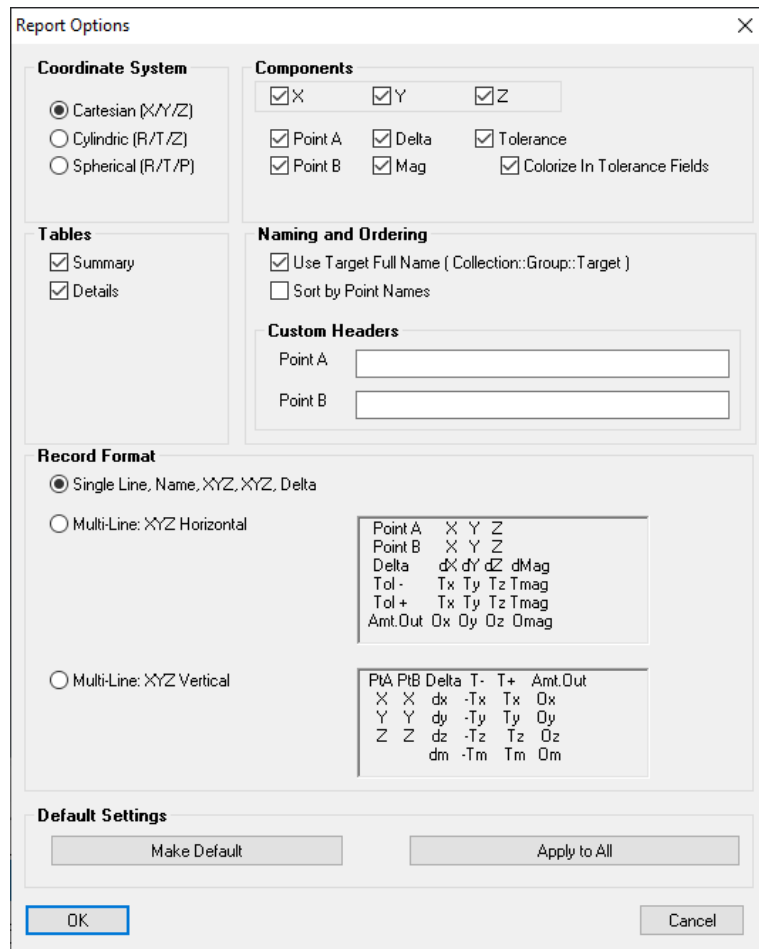 Report Options
Coordinate System
Cartesian (X/Y/Z)
Cylindric (R/T/Z)
Spherical (R/T/P)
Components
X Y Z
Point A Delta Tolerance
Point B Mag Colorize In Tolerance Fields
Tables
Summary
Details
Naming and Ordering
Use Target Full Name ( Collection::Group::Target )
Sort by Point Names
Custom Headers
Point A
Point B
Record Format
Single Line, Name, XYZ, XYZ, Delta
Multi-Line: XYZ Horizontal
Point A X Y Z
Point B X Y Z
Delta dX dY dZ dMag
Tol - Tx Ty Tz Tmag
Tol + Tx Ty Tz Tmag
Amt.Out Ox Oy Oz Omag
Multi-Line: XYZ Vertical
PtA PtB Delta T- T+ Amt.Out
X X dx -Tx Tx Ox
Y Y dy -Ty Ty Oy
Z Z dz -Tz Tz Oz
dm -Tm Tm Om
Default Settings
Make Default Apply to All
OK Cancel